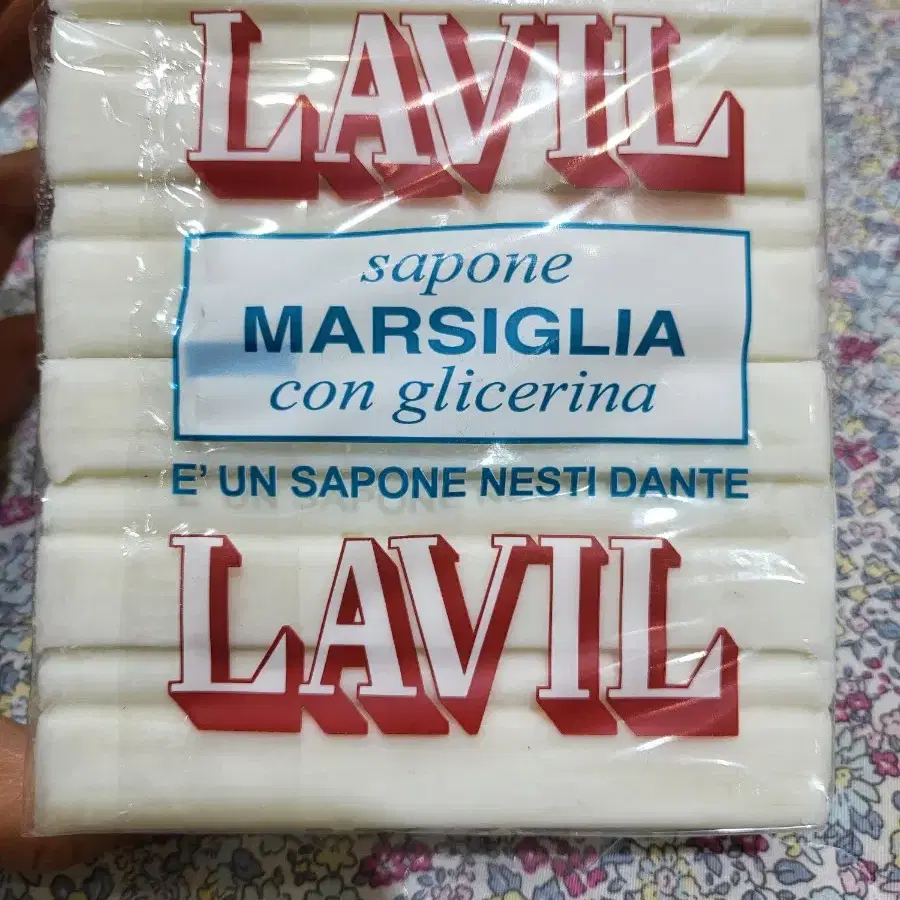 LAVIL
sapone
MARSIGLIA
con glicerina
E' UN SAPONE NESTI DANTE
LAVIL